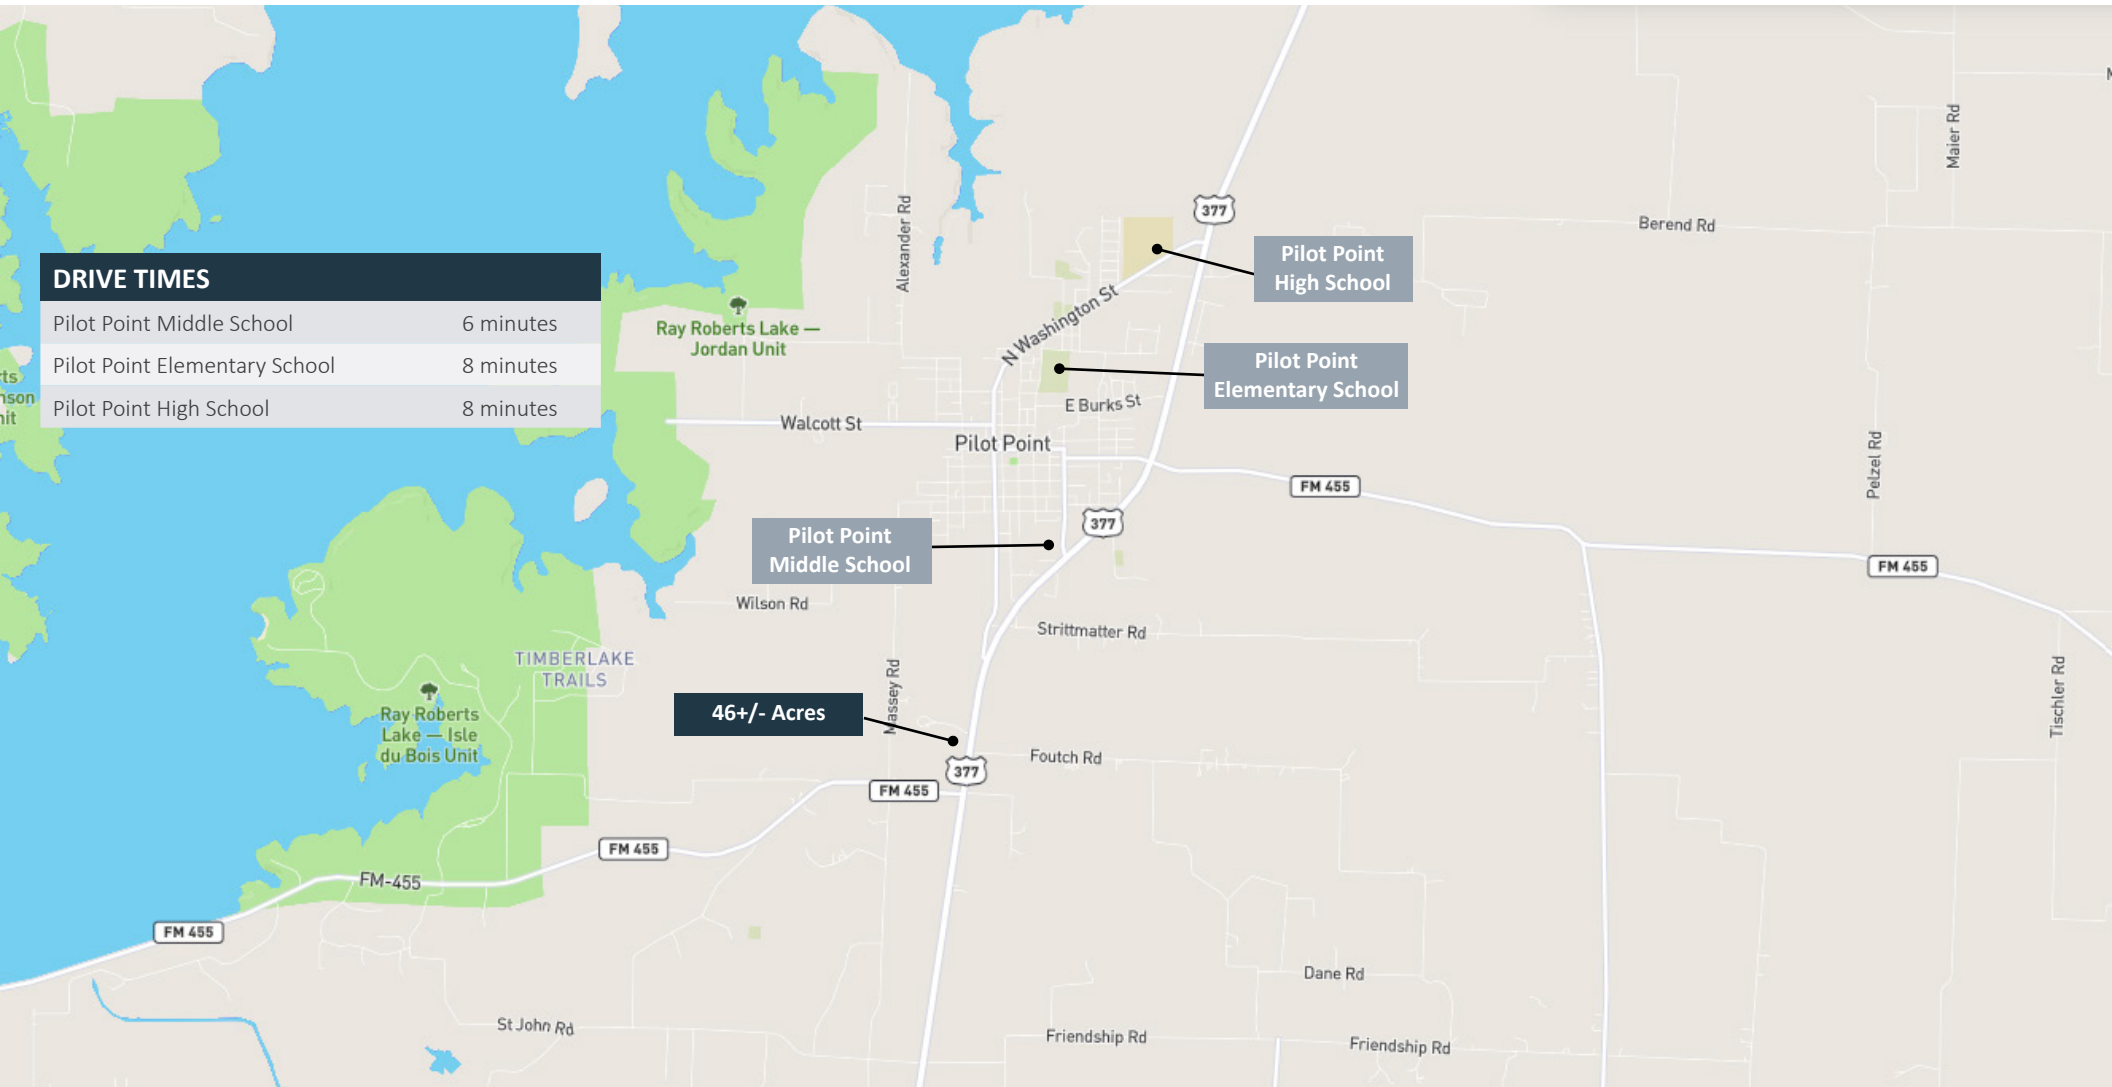 DRIVE TIMES
Pilot Point Middle School 6 minutes
Pilot Point Elementary School 8 minutes
Pilot Point High School 8 minutes
Maier Rd
377
Berend Rd
Alexander Rd
Pilot Point
High School
N Washington St
Ray Roberts Lake —
Jordan Unit
Pilot Point
Elementary School
E Burks St
Walcott St
Pilot Point
FM 455
Pelzel Rd
377
Pilot Point
Middle School
FM 455
Wilson Rd
Strittmatter Rd
TIMBERLAKE
TRAILS
Massey Rd
Tischler Rd
46+/- Acres
Ray Roberts
Lake — Isle
du Bois Unit
Foutch Rd
377
FM 455
FM 455
FM-455
FM 455
Dane Rd
St John Rd
Friendship Rd
Friendship Rd